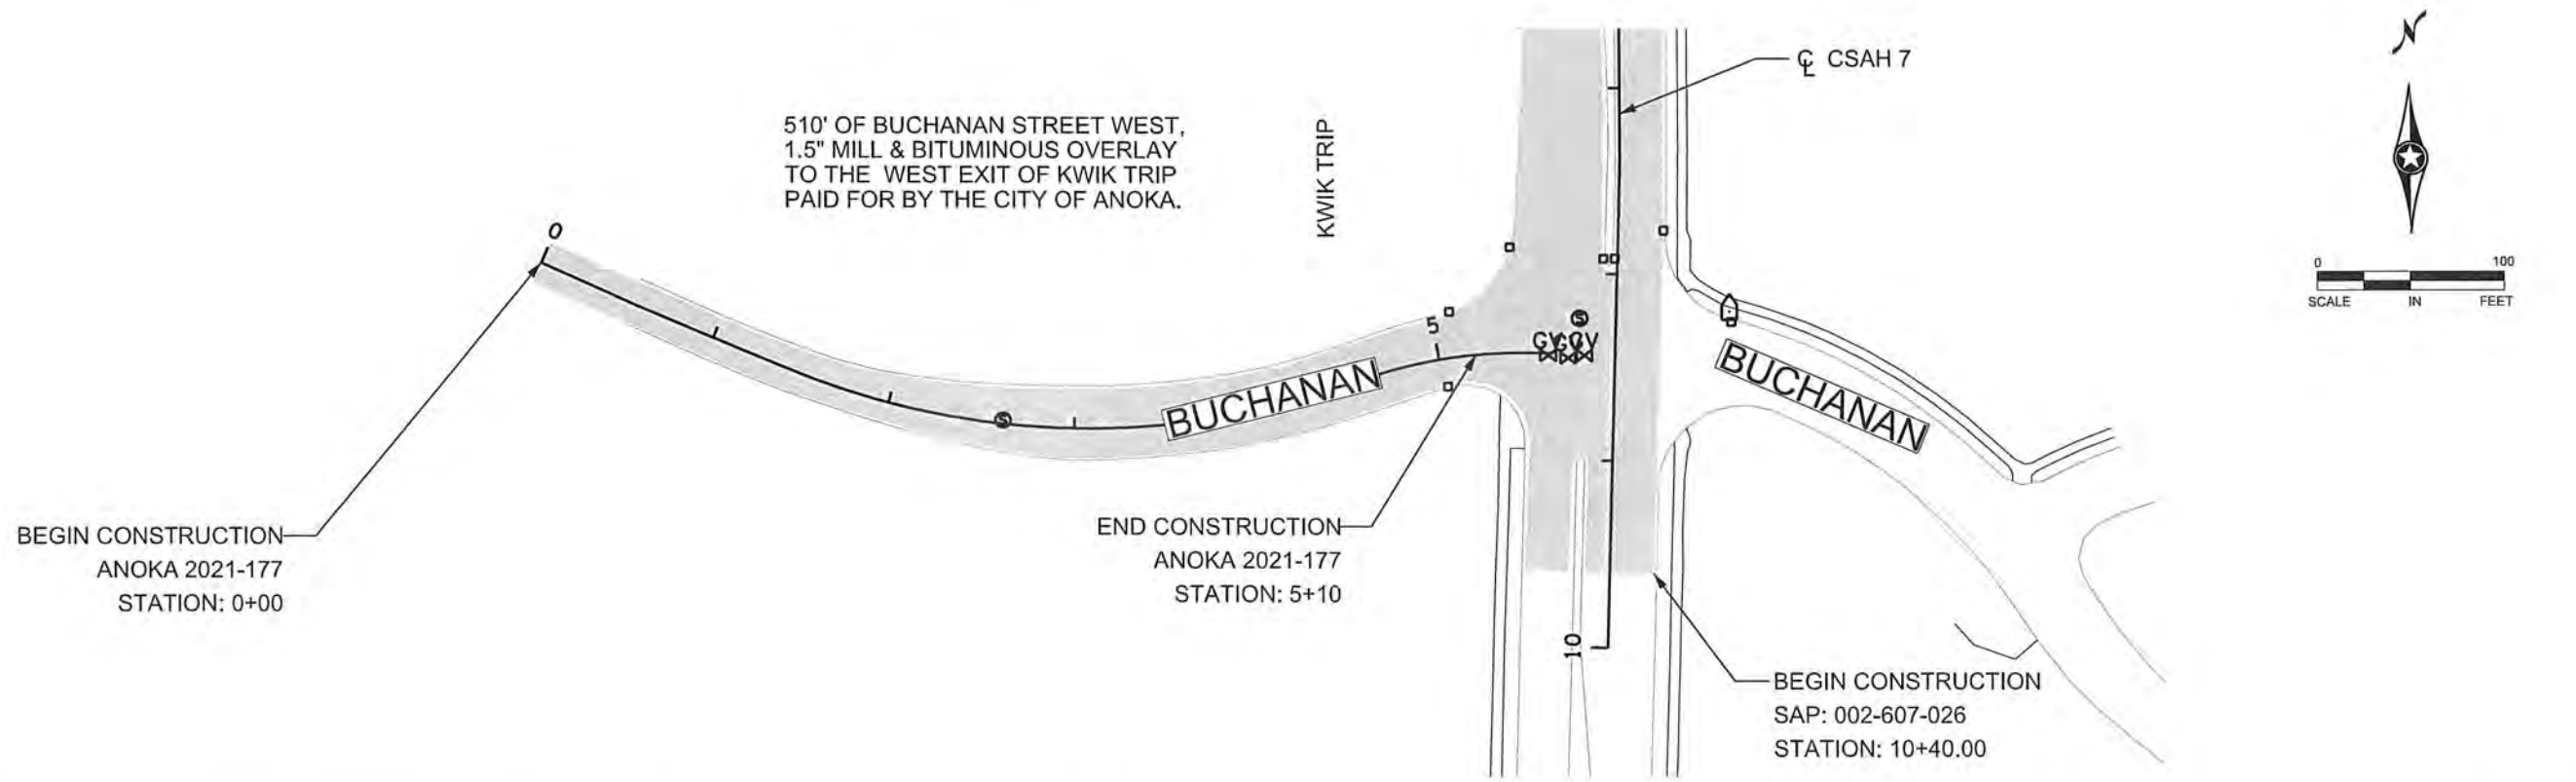 N
℄ CSAH 7
510' OF BUCHANAN STREET WEST,
1.5" MILL & BITUMINOUS OVERLAY
TO THE WEST EXIT OF KWIK TRIP
PAID FOR BY THE CITY OF ANOKA.
KWIK TRIP
0
0 100
SCALE IN FEET
5
S
GV GV GV
BUCHANAN
BUCHANAN
S
BEGIN CONSTRUCTION
ANOKA 2021-177
STATION: 0+00
END CONSTRUCTION
ANOKA 2021-177
STATION: 5+10
10
BEGIN CONSTRUCTION
SAP: 002-607-026
STATION: 10+40.00